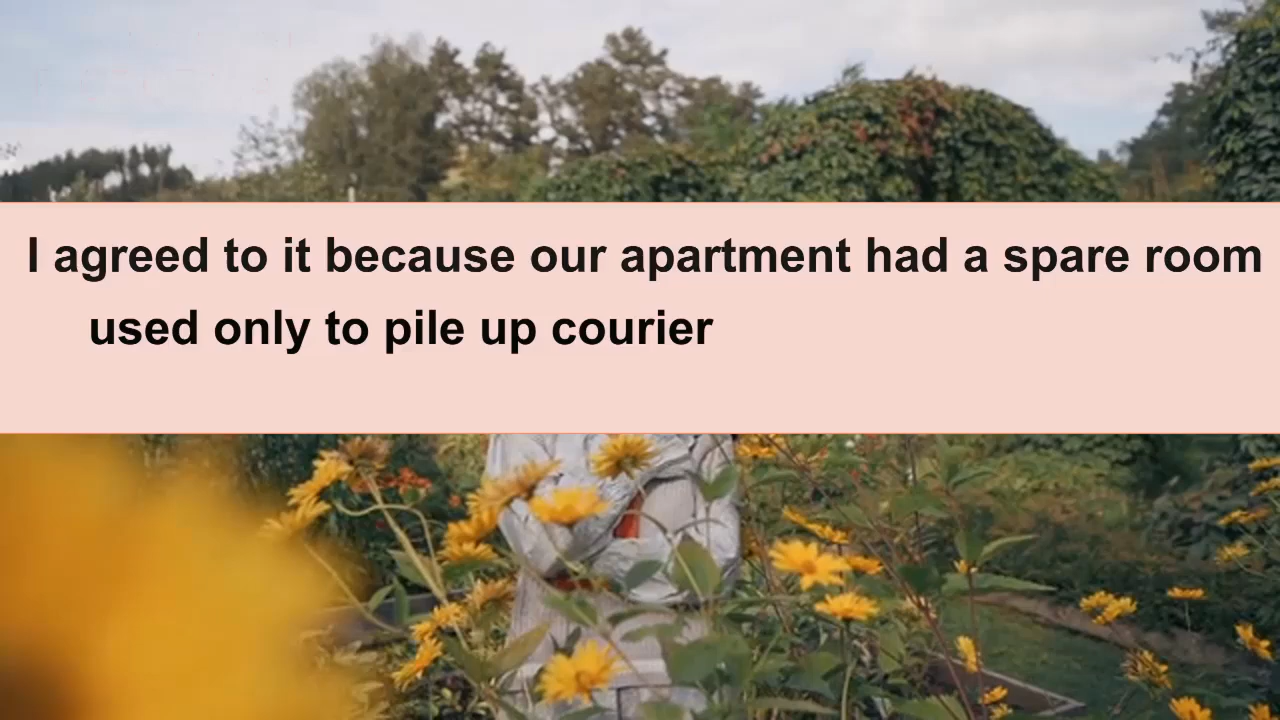 I agreed to it because our apartment had a spare room
used only to pile up courier